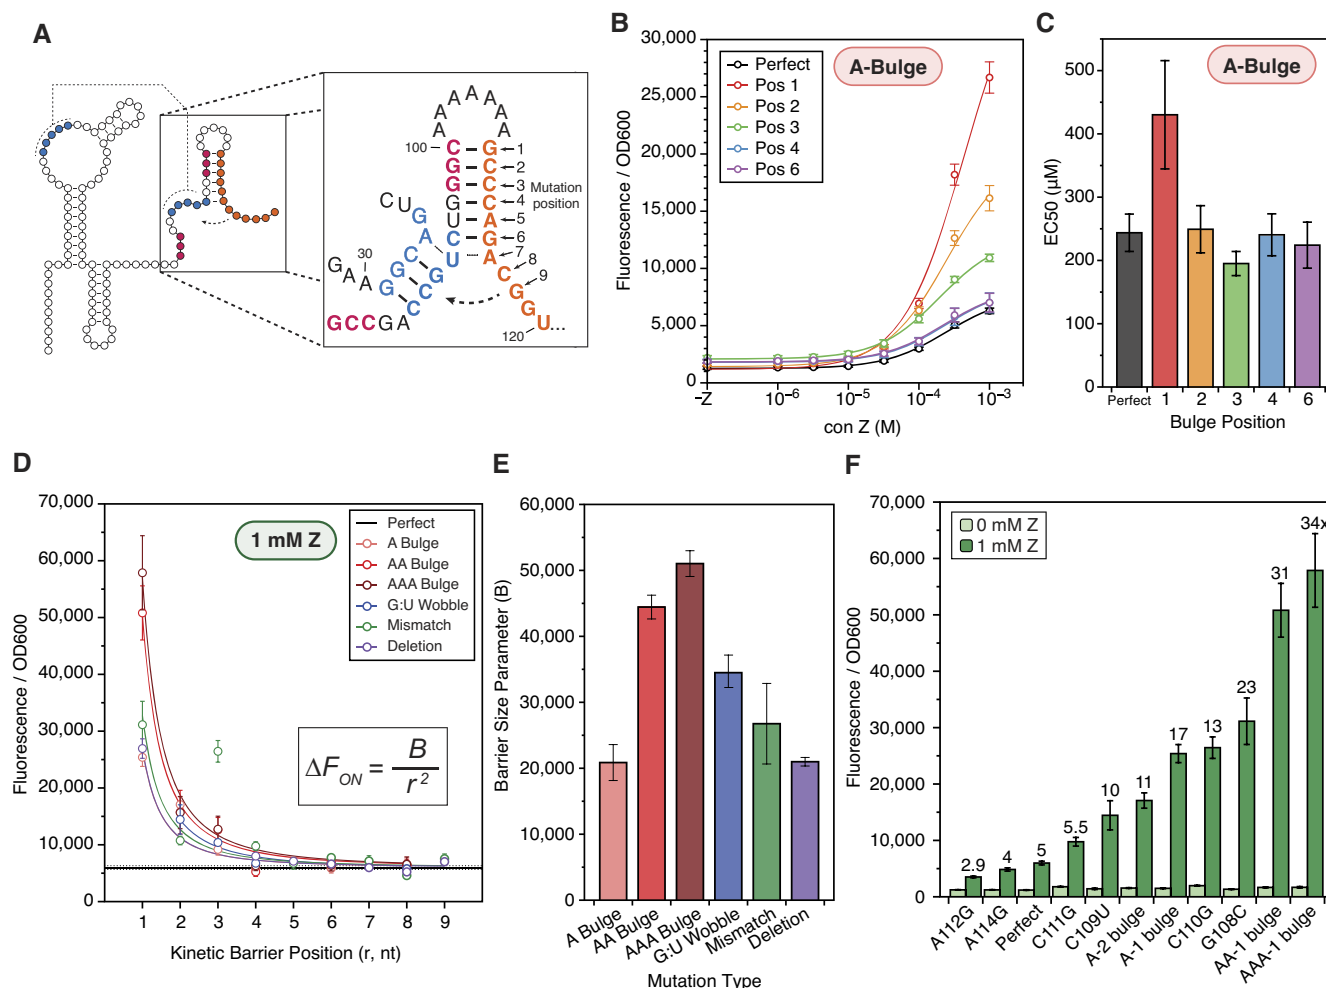 A
A A A A
A A
A A
100 C G 1
G C 2
G C 3
Mutation
position
G C 4
U A 5
C G 6
U A 7
C 8
G 9
G
U...
120
C U G
A
C
G G
G C
C
30
G A A
GCCGA
B
A-Bulge
Perfect
Pos 1
Pos 2
Pos 3
Pos 4
Pos 6
30,000
25,000
20,000
15,000
10,000
5,000
0
Fluorescence / OD600
–Z 10⁻⁶ 10⁻⁵ 10⁻⁴ 10⁻³
con Z (M)
C
A-Bulge
500
400
300
200
100
0
EC50 (µM)
Perfect 1 2 3 4 6
Bulge Position
D
1 mM Z
Perfect
A Bulge
AA Bulge
AAA Bulge
G:U Wobble
Mismatch
Deletion
70,000
60,000
50,000
40,000
30,000
20,000
10,000
0
Fluorescence / OD600
ΔF_ON = B / r²
1 2 3 4 5 6 7 8 9
Kinetic Barrier Position (r, nt)
E
60,000
50,000
40,000
30,000
20,000
10,000
0
Barrier Size Parameter (B)
A Bulge
AA Bulge
AAA Bulge
G:U Wobble
Mismatch
Deletion
Mutation Type
F
0 mM Z
1 mM Z
70,000
60,000
50,000
40,000
30,000
20,000
10,000
0
Fluorescence / OD600
2.9 4 5 5.5 10 11 17 13 23 31 34x
A112G
A114G
Perfect
C111G
C109U
A-2 bulge
A-1 bulge
C110G
G108C
AA-1 bulge
AAA-1 bulge